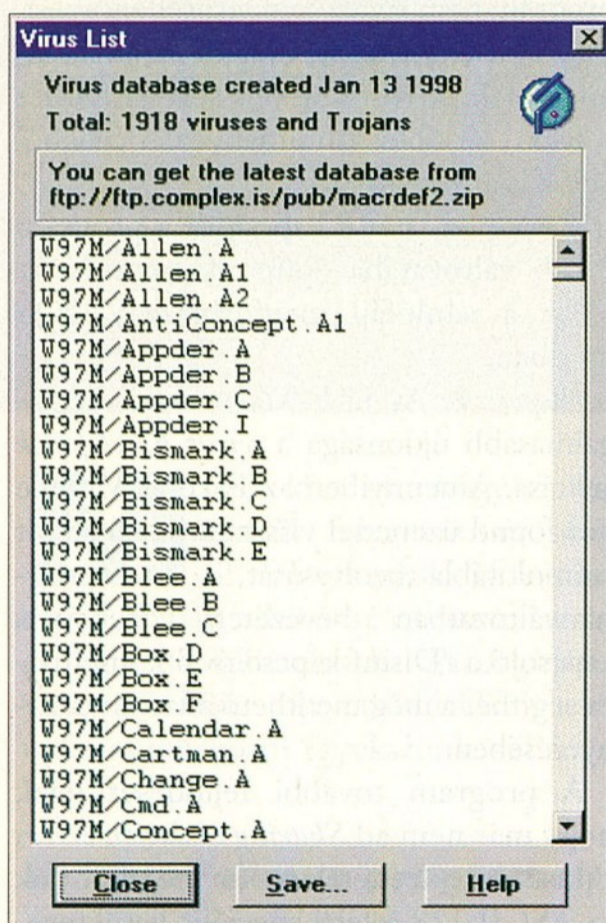 Virus List
Virus database created Jan 13 1998
Total: 1918 viruses and Trojans
You can get the latest database from
ftp://ftp.complex.is/pub/macrdef2.zip
W97M/Allen.A
W97M/Allen.A1
W97M/Allen.A2
W97M/AntiConcept.A1
W97M/Appder.A
W97M/Appder.B
W97M/Appder.C
W97M/Appder.I
W97M/Bismark.A
W97M/Bismark.B
W97M/Bismark.C
W97M/Bismark.D
W97M/Bismark.E
W97M/Blee.A
W97M/Blee.B
W97M/Blee.C
W97M/Box.D
W97M/Box.E
W97M/Box.F
W97M/Calendar.A
W97M/Cartman.A
W97M/Change.A
W97M/Cmd.A
W97M/Concept.A
Close
Save...
Help